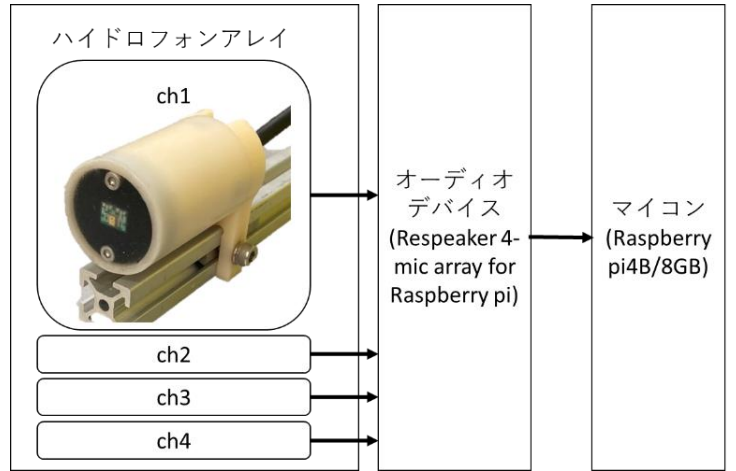 ハイドロフォンアレイ
ch1
ch2
ch3
ch4
オーディオ
デバイス
(Respeaker 4-
mic array for
Raspberry pi)
マイコン
(Raspberry
pi4B/8GB)